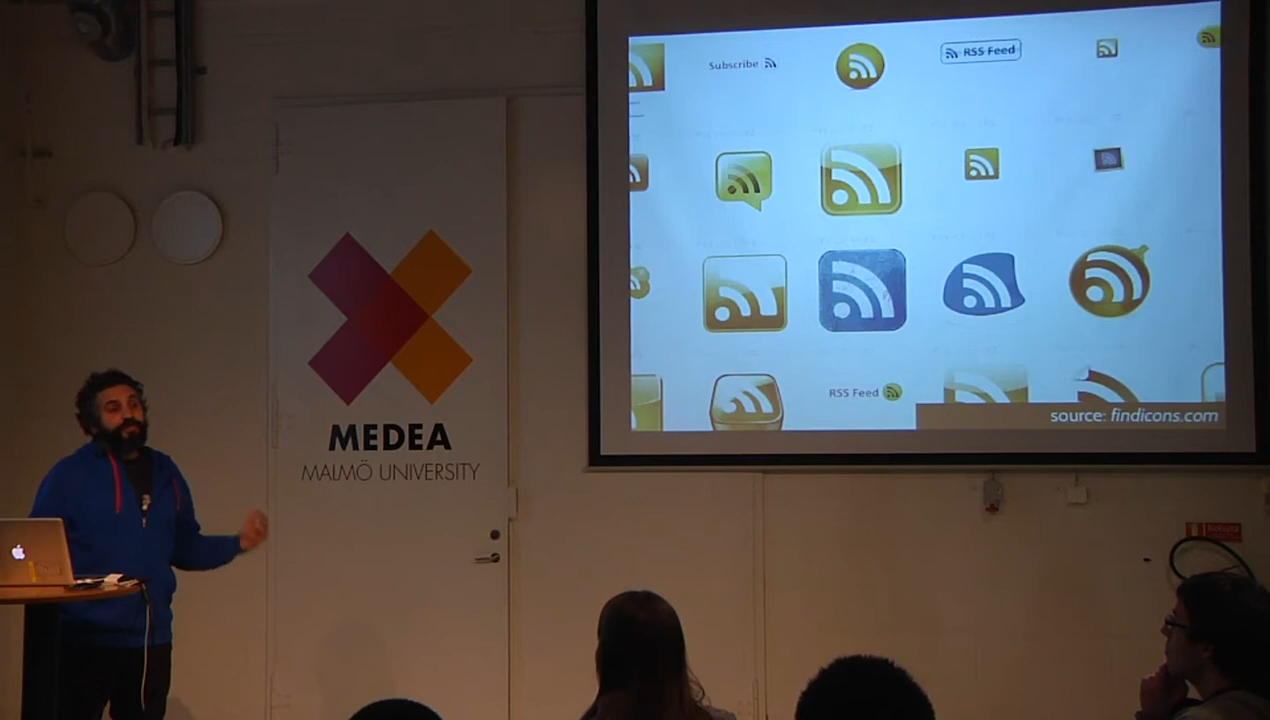 Subscribe
RSS Feed
MEDEA
MALMÖ UNIVERSITY
RSS Feed
source: findicons.com